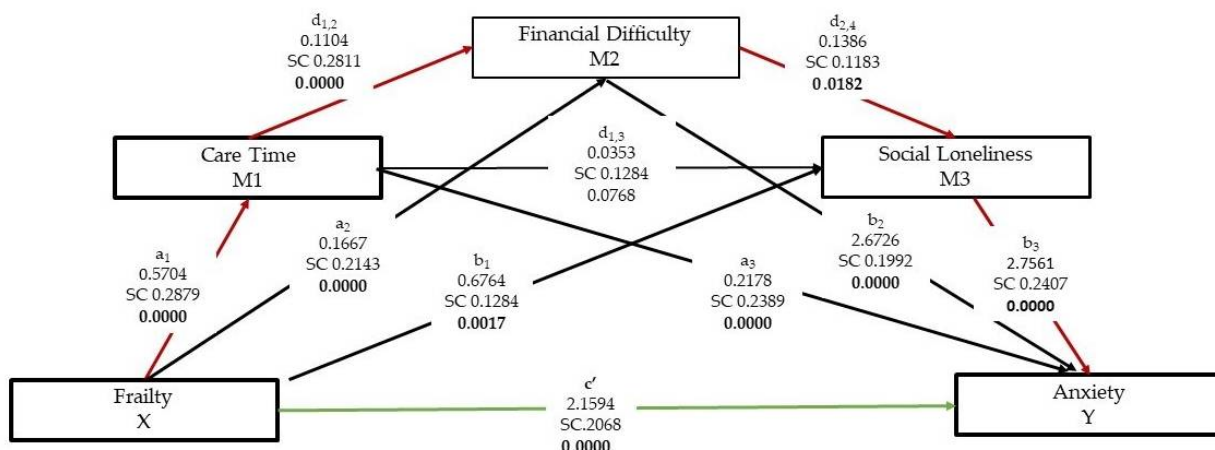 d1,2
0.1104
SC 0.2811
0.0000
Financial Difficulty
M2
d2,4
0.1386
SC 0.1183
0.0182
Care Time
M1
d1,3
0.0353
SC 0.1284
0.0768
Social Loneliness
M3
a1
0.5704
SC 0.2879
0.0000
a2
0.1667
SC 0.2143
0.0000
b1
0.6764
SC 0.1284
0.0017
a3
0.2178
SC 0.2389
0.0000
b2
2.6726
SC 0.1992
0.0000
b3
2.7561
SC 0.2407
0.0000
Frailty
X
c′
2.1594
SC.2068
0.0000
Anxiety
Y